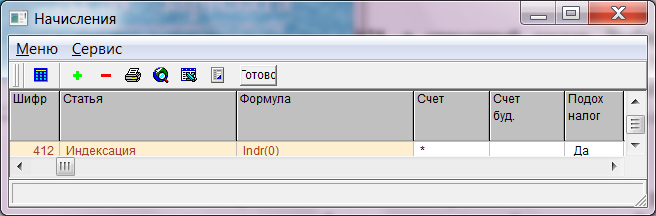 Начисления
Меню Сервис
Готово
Шифр Статья Формула Счет Счет буд. Подох налог
412 Индексация Indr(0) * Да